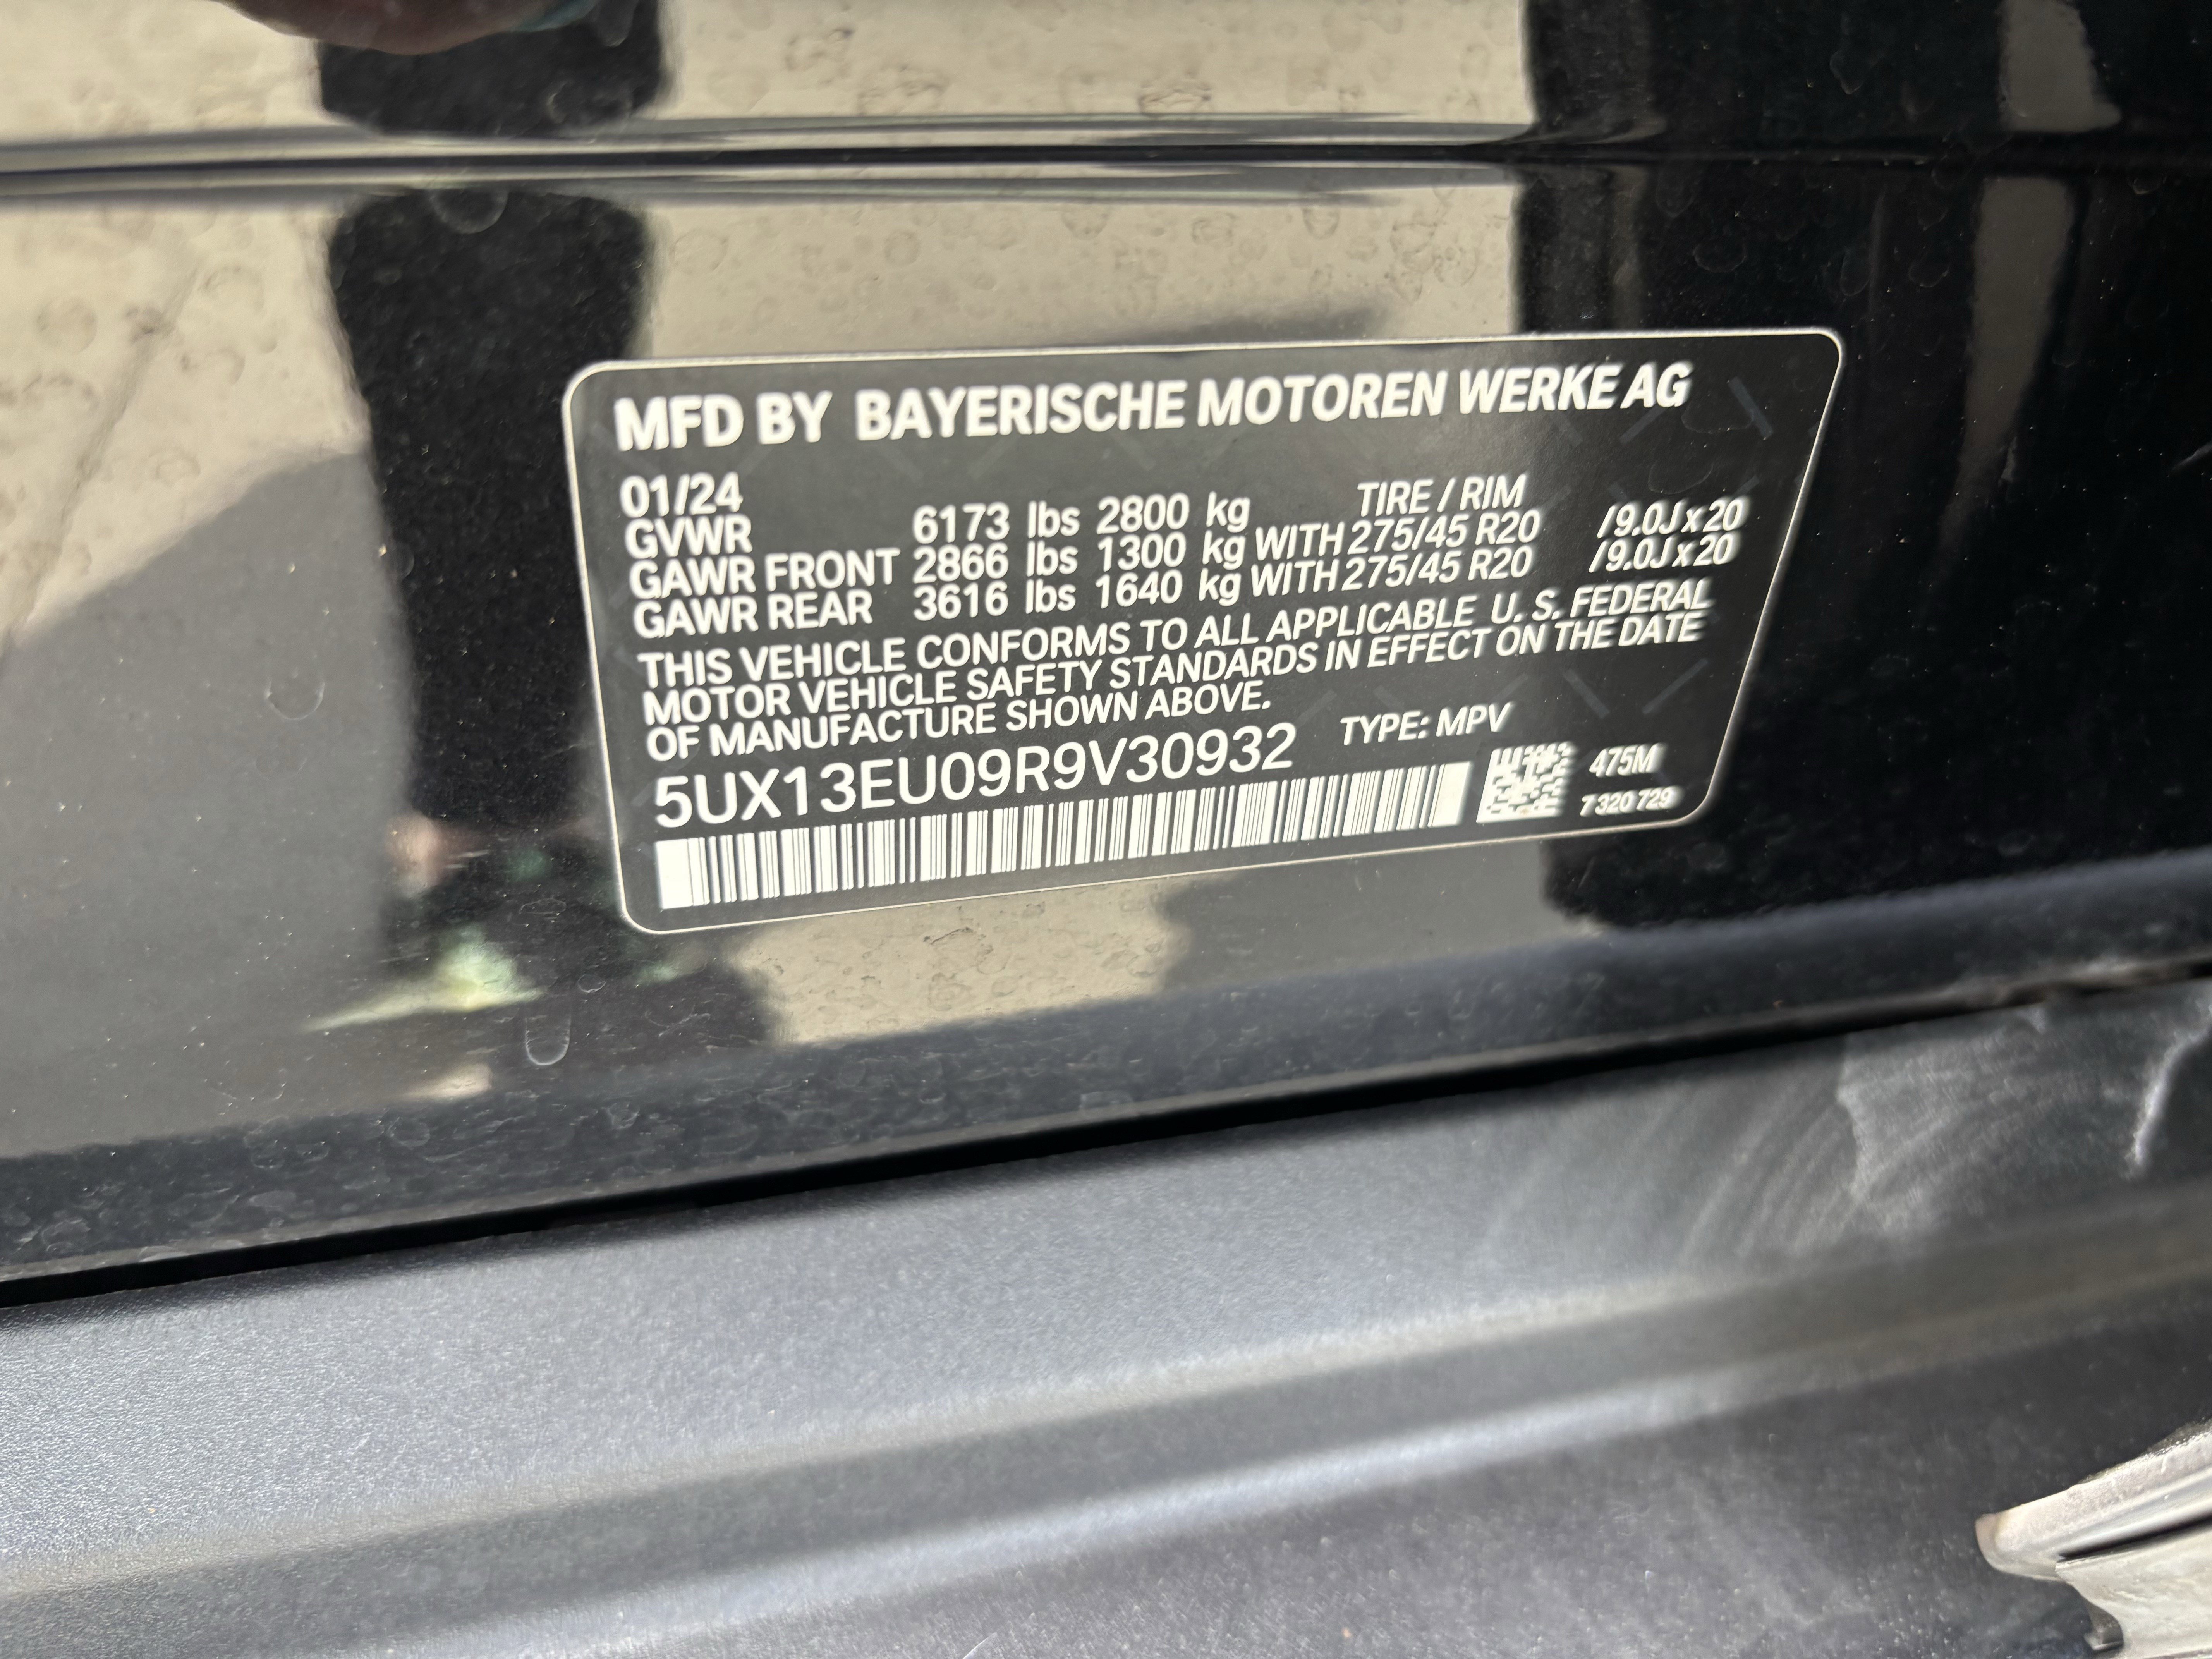 MFD BY BAYERISCHE MOTOREN WERKE AG
01/24 TIRE / RIM
GVWR 6173 lbs 2800 kg
GAWR FRONT 2866 lbs 1300 kg WITH 275/45 R20 / 9.0J x 20
GAWR REAR 3616 lbs 1640 kg WITH 275/45 R20 / 9.0J x 20
THIS VEHICLE CONFORMS TO ALL APPLICABLE U. S. FEDERAL
MOTOR VEHICLE SAFETY STANDARDS IN EFFECT ON THE DATE
OF MANUFACTURE SHOWN ABOVE.
5UX13EU09R9V30932 TYPE: MPV
475M
7 320 729